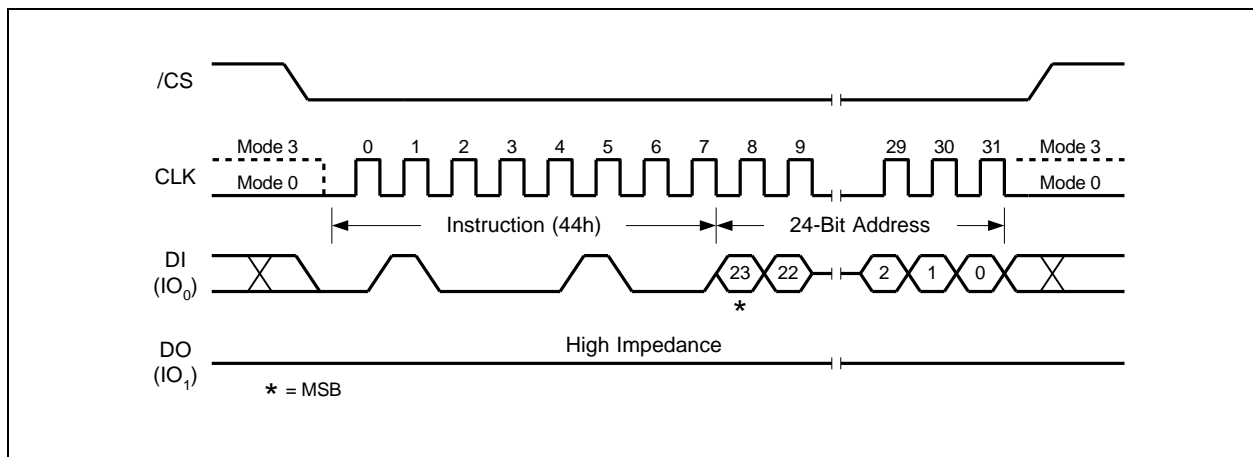 /CS
Mode 3 0 1 2 3 4 5 6 7 8 9 29 30 31 Mode 3
CLK Mode 0 Mode 0
Instruction (44h) 24-Bit Address
DI
(IO0) 23 22 2 1 0
*
DO High Impedance
(IO1)
* = MSB